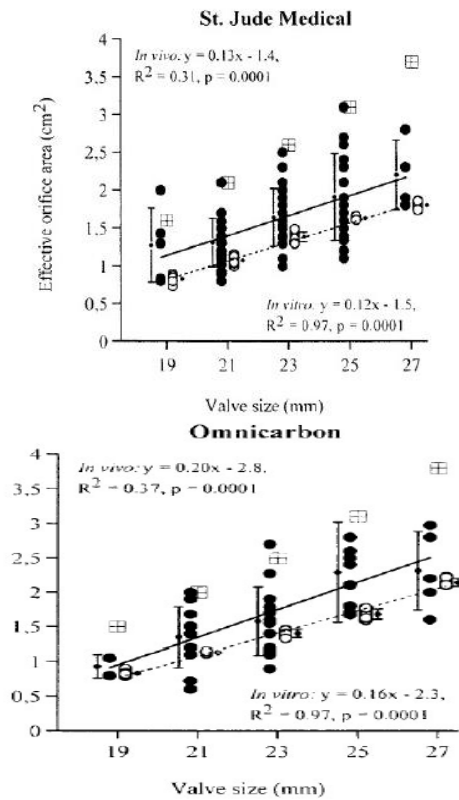 St. Jude Medical
In vivo: y = 0.13x - 1.4,
R² = 0.31, p = 0.0001
Effective orifice area (cm²)
4
3.5
3
2.5
2
1.5
1
0.5
0
In vitro: y = 0.12x - 1.5,
R² = 0.97, p = 0.0001
19 21 23 25 27
Valve size (mm)
Omnicarbon
In vivo: y = 0.20x - 2.8,
R² = 0.37, p = 0.0001
4
3.5
3
2.5
2
1.5
1
0.5
0
In vitro: y = 0.16x - 2.3,
R² = 0.97, p = 0.0001
19 21 23 25 27
Valve size (mm)